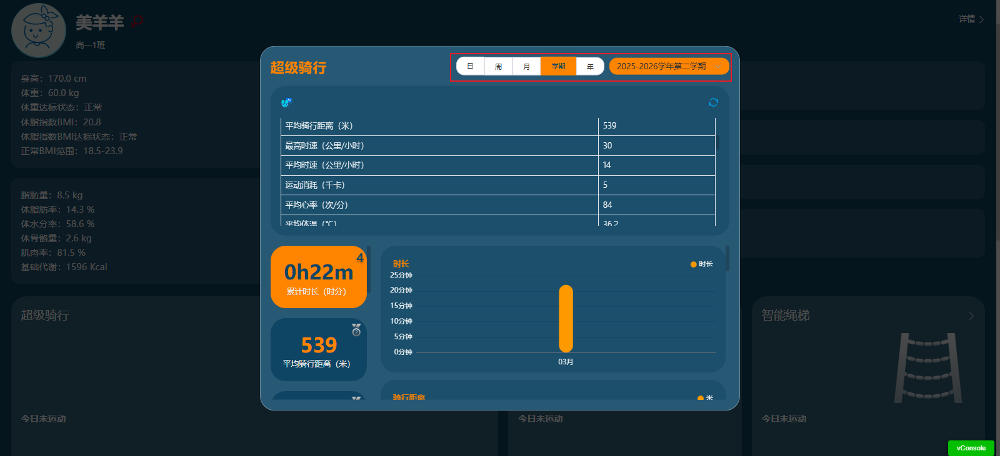 美羊羊
高一1班
详情
身高：170.0 cm
体重：60.0 kg
体重达标状态：正常
体脂指数BMI：20.8
体脂指数BMI达标状态：正常
正常BMI范围：18.5-23.9
脂肪量：8.5 kg
体脂肪率：14.3 %
体水分率：58.6 %
体骨骼量：2.6 kg
肌肉率：81.5 %
基础代谢：1596 Kcal
超级骑行
今日未运动
今日未运动
智能绳梯
今日未运动
超级骑行
日 周 月 学期 年 2025-2026学年第二学期
平均骑行距离（米） 539
最高时速（公里/小时） 30
平均时速（公里/小时） 14
运动消耗（千卡） 5
平均心率（次/分） 84
平均体温（℃） 36.2
4
0h22m
累计时长（时分）
539
平均骑行距离（米）
时长
时长
25分钟
20分钟
15分钟
10分钟
5分钟
0分钟
03月
骑行距离
米
vConsole